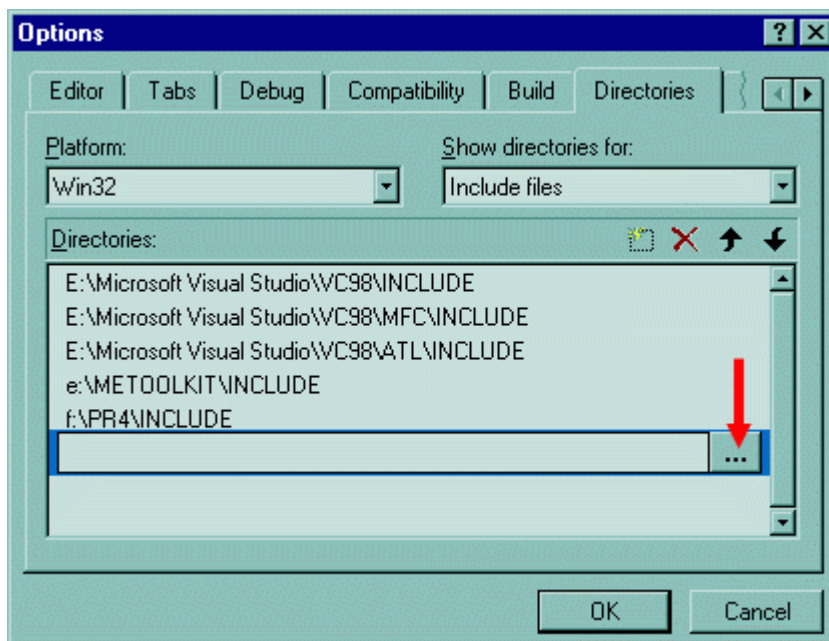 Options
Editor Tabs Debug Compatibility Build Directories
Platform: Show directories for:
Win32 Include files
Directories:
E:\Microsoft Visual Studio\VC98\INCLUDE
E:\Microsoft Visual Studio\VC98\MFC\INCLUDE
E:\Microsoft Visual Studio\VC98\ATL\INCLUDE
e:\METOOLKIT\INCLUDE
f:\PR4\INCLUDE
...
OK Cancel